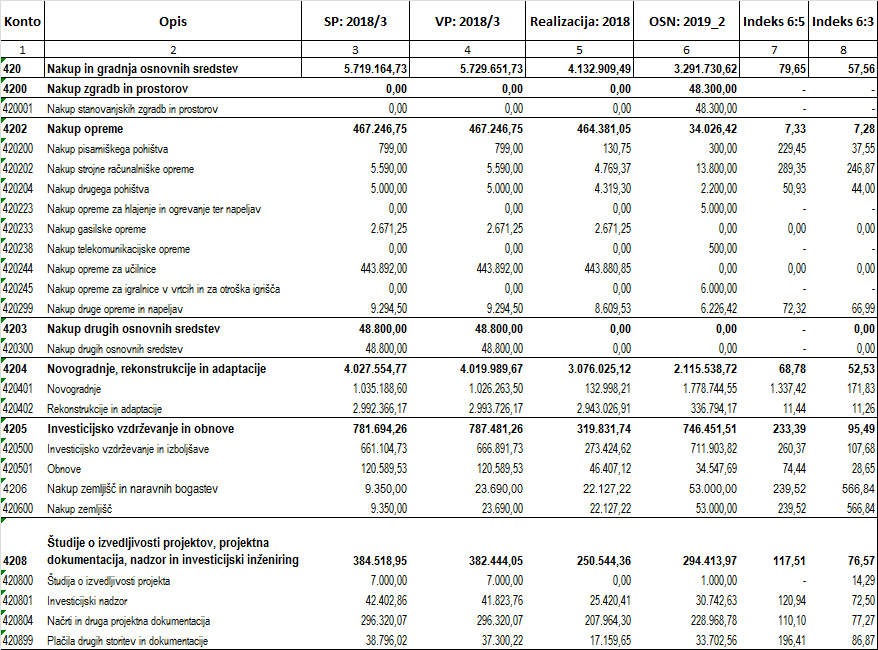 Konto Opis SP: 2018/3 VP: 2018/3 Realizacija: 2018 OSN: 2019_2 Indeks 6:5 Indeks 6:3
1 2 3 4 5 6 7 8
420 Nakup in gradnja osnovnih sredstev 5.719.164,73 5.729.651,73 4.132.909,49 3.291.730,62 79,65 57,56
4200 Nakup zgradb in prostorov 0,00 0,00 0,00 48.300,00 - -
420001 Nakup stanovanjskih zgradb in prostorov 0,00 0,00 0,00 48.300,00 - -
4202 Nakup opreme 467.246,75 467.246,75 464.381,05 34.026,42 7,33 7,28
420200 Nakup pisarniškega pohištva 799,00 799,00 130,75 300,00 229,45 37,55
420202 Nakup strojne računalniške opreme 5.590,00 5.590,00 4.769,37 13.800,00 289,35 246,87
420204 Nakup drugega pohištva 5.000,00 5.000,00 4.319,30 2.200,00 50,93 44,00
420223 Nakup opreme za hlajenje in ogrevanje ter napeljav 0,00 0,00 0,00 5.000,00 - -
420233 Nakup gasilske opreme 2.671,25 2.671,25 2.671,25 0,00 0,00 0,00
420238 Nakup telekomunikacijske opreme 0,00 0,00 0,00 500,00 - -
420244 Nakup opreme za učilnice 443.892,00 443.892,00 443.880,85 0,00 0,00 0,00
420245 Nakup opreme za igralnice v vrtcih in za otroška igrišča 0,00 0,00 0,00 6.000,00 - -
420299 Nakup druge opreme in napeljav 9.294,50 9.294,50 8.609,53 6.226,42 72,32 66,99
4203 Nakup drugih osnovnih sredstev 48.800,00 48.800,00 0,00 0,00 - 0,00
420300 Nakup drugih osnovnih sredstev 48.800,00 48.800,00 0,00 0,00 - 0,00
4204 Novogradnje, rekonstrukcije in adaptacije 4.027.554,77 4.019.989,67 3.076.025,12 2.115.538,72 68,78 52,53
420401 Novogradnje 1.035.188,60 1.026.263,50 132.998,21 1.778.744,55 1.337,42 171,83
420402 Rekonstrukcije in adaptacije 2.992.366,17 2.993.726,17 2.943.026,91 336.794,17 11,44 11,26
4205 Investicijsko vzdrževanje in obnove 781.694,26 787.481,26 319.831,74 746.451,51 233,39 95,49
420500 Investicijsko vzdrževanje in izboljšave 661.104,73 666.891,73 273.424,62 711.903,82 260,37 107,68
420501 Obnove 120.589,53 120.589,53 46.407,12 34.547,69 74,44 28,65
4206 Nakup zemljišč in naravnih bogastev 9.350,00 23.690,00 22.127,22 53.000,00 239,52 566,84
420600 Nakup zemljišč 9.350,00 23.690,00 22.127,22 53.000,00 239,52 566,84
Študije o izvedljivosti projektov, projektna
4208 dokumentacija, nadzor in investicijski inženiring 384.518,95 382.444,05 250.544,36 294.413,97 117,51 76,57
420800 Študija o izvedljivosti projekta 7.000,00 7.000,00 0,00 1.000,00 - 14,29
420801 Investicijski nadzor 42.402,86 41.823,76 25.420,41 30.742,63 120,94 72,50
420804 Načrti in druga projektna dokumentacija 296.320,07 296.320,07 207.964,30 228.968,78 110,10 77,27
420899 Plačila drugih storitev in dokumentacije 38.796,02 37.300,22 17.159,65 33.702,56 196,41 86,87